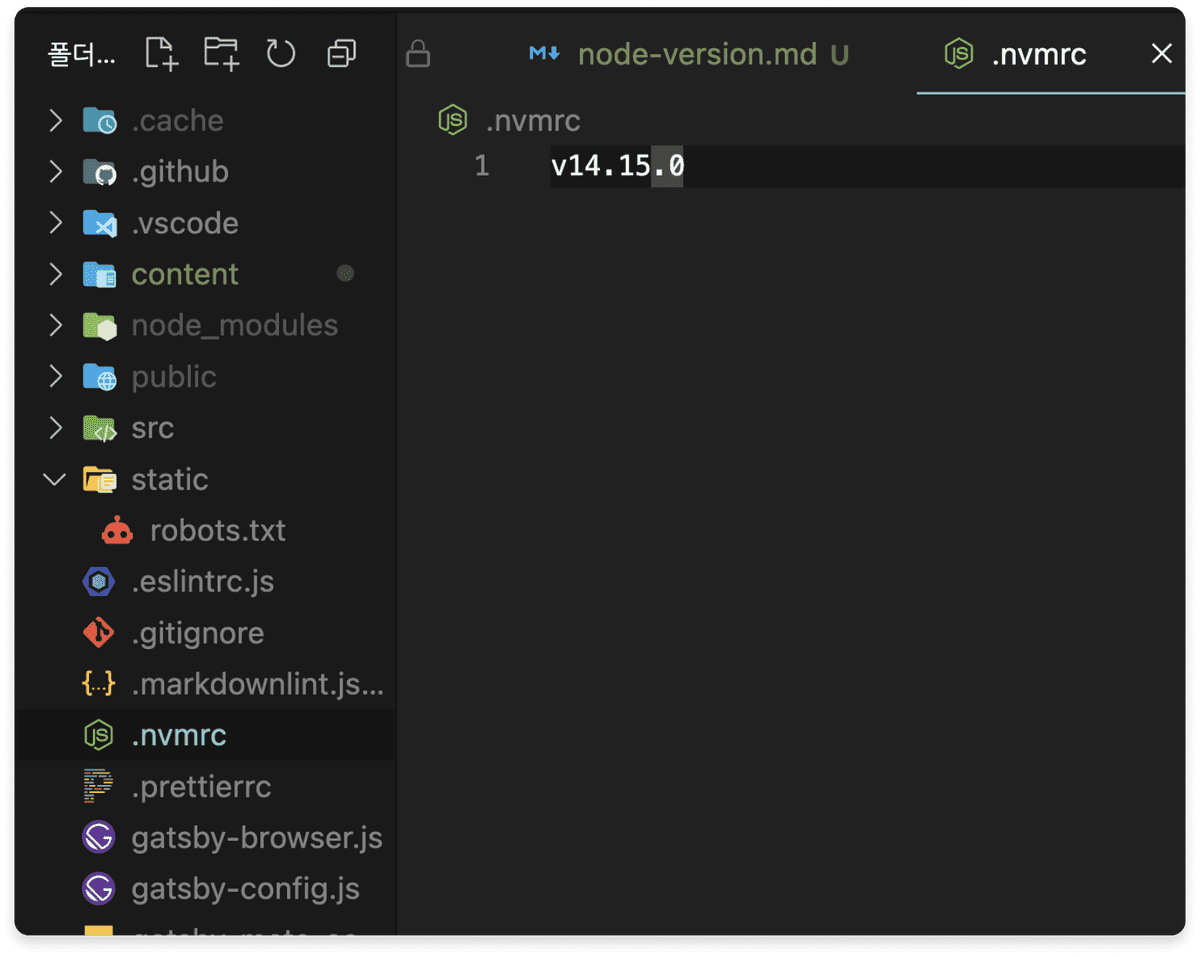 폴더...
node-version.md U
.nvmrc
.nvmrc
1 v14.15.0
.cache
.github
.vscode
content
node_modules
public
src
static
robots.txt
.eslintrc.js
.gitignore
.markdownlint.js...
.nvmrc
.prettierrc
gatsby-browser.js
gatsby-config.js